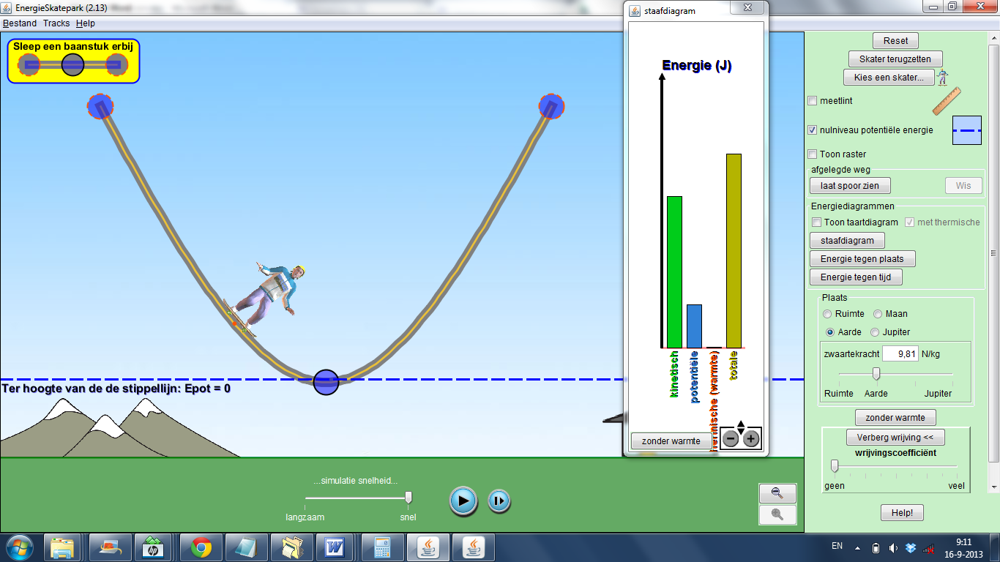 EnergieSkatepark (2.13)
Bestand Tracks Help
Sleep een baanstuk erbij
Ter hoogte van de de stippellijn: Epot = 0
...simulatie snelheid...
langzaam snel
staafdiagram
Energie (J)
kinetisch
potentiële
hermische (warmte)
totale
zonder warmte
Reset
Skater terugzetten
Kies een skater...
meetlint
nulniveau potentiële energie
Toon raster
afgelegde weg
laat spoor zien Wis
Energiediagrammen
Toon taartdiagram met thermische
staafdiagram
Energie tegen plaats
Energie tegen tijd
Plaats
Ruimte Maan
Aarde Jupiter
zwaartekracht 9,81 N/kg
Ruimte Aarde Jupiter
zonder warmte
Verberg wrijving <<
wrijvingscoefficiënt
geen veel
Help!
hp
W
EN
9:11
16-9-2013